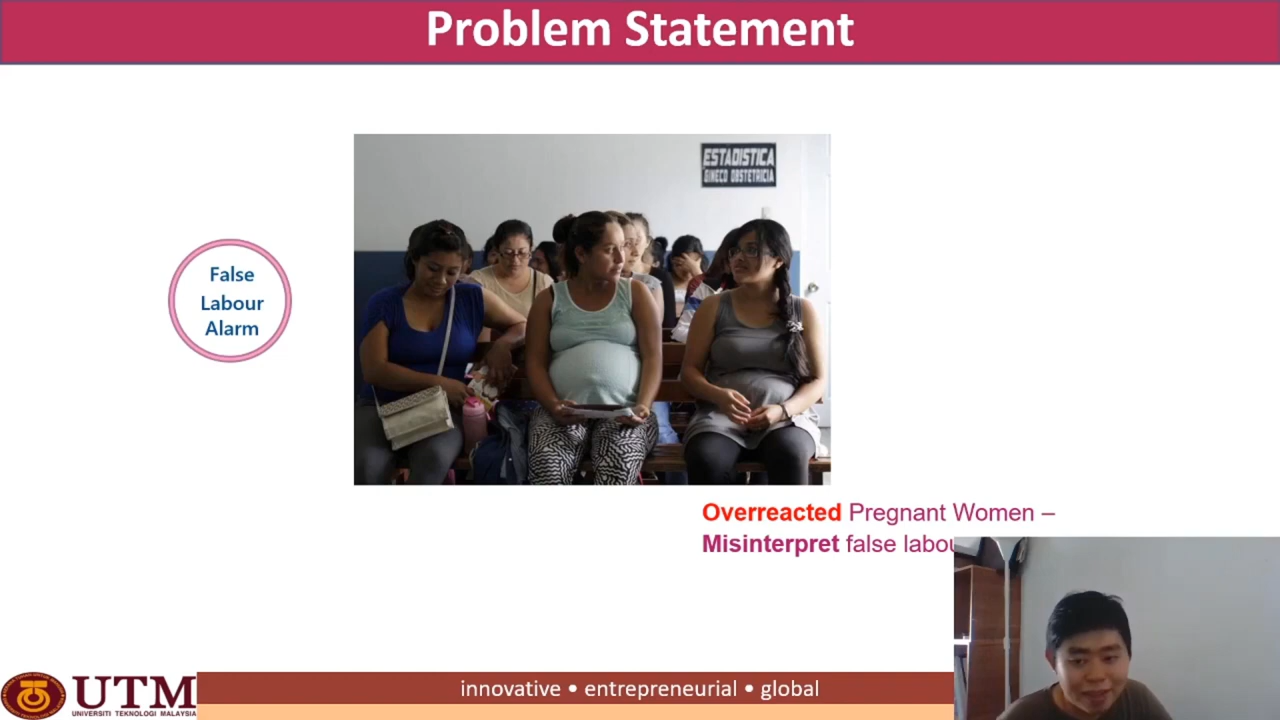 Problem Statement
ESTADISTICA
GINECO OBSTETRICIA
False
Labour
Alarm
Overreacted Pregnant Women –
Misinterpret false
UTM
UNIVERSITI TEKNOLOGI MALAYSIA
innovative • entrepreneurial • global